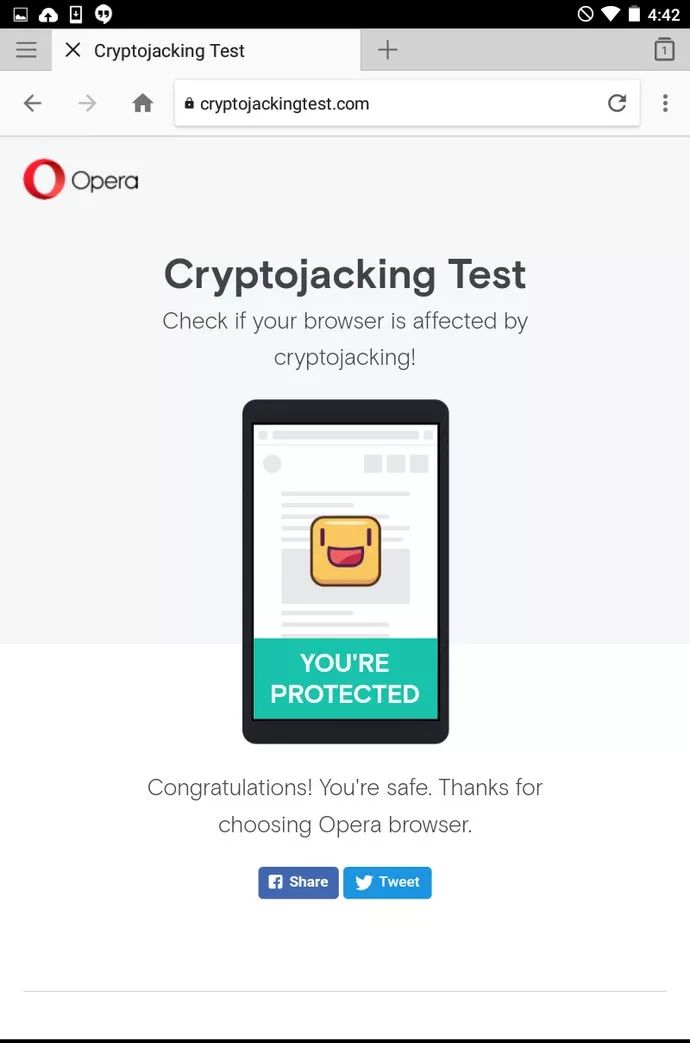 4:42
Cryptojacking Test
1
cryptojackingtest.com
Opera
Cryptojacking Test
Check if your browser is affected by
cryptojacking!
YOU'RE
PROTECTED
Congratulations! You're safe. Thanks for
choosing Opera browser.
Share
Tweet